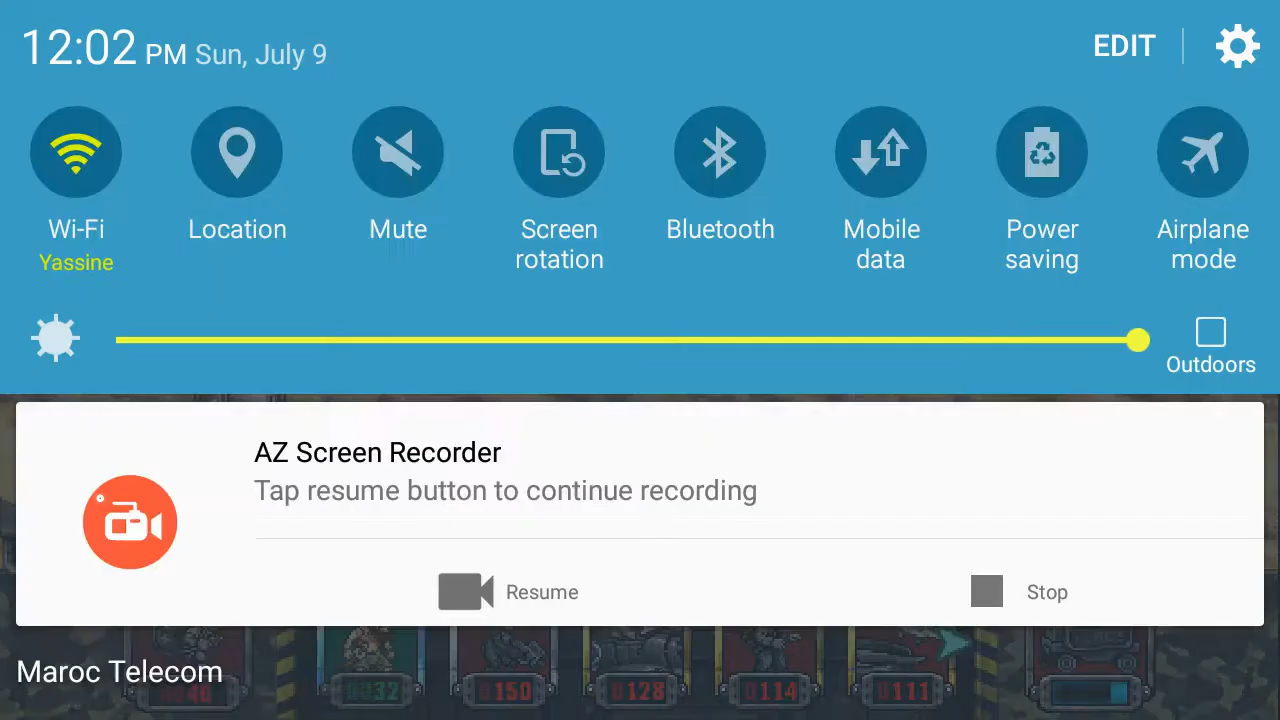 12:02 PM Sun, July 9
EDIT
Wi-Fi
Yassine
Location
Mute
Screen
rotation
Bluetooth
Mobile
data
Power
saving
Airplane
mode
Outdoors
AZ Screen Recorder
Tap resume button to continue recording
Resume
Stop
Maroc Telecom
32
150
128
114
111